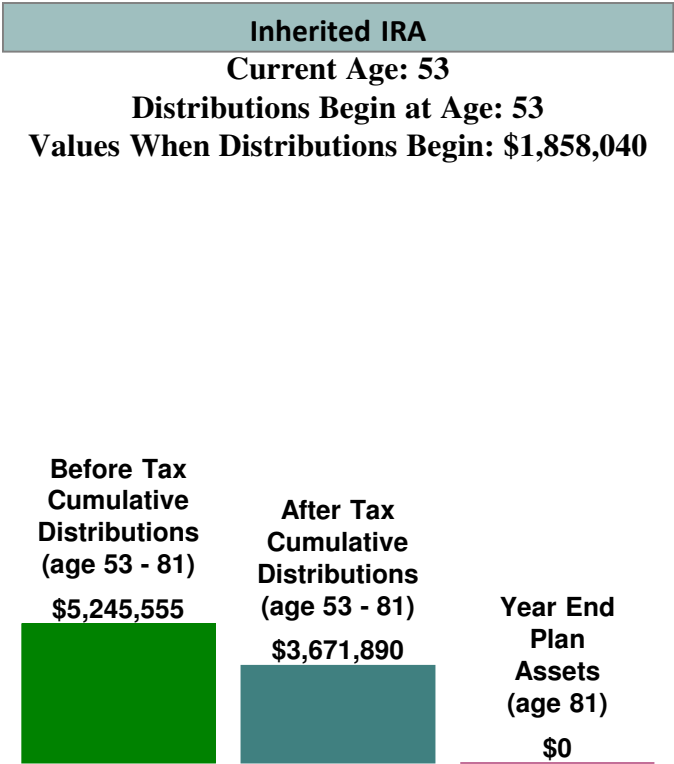 Inherited IRA
Current Age: 53
Distributions Begin at Age: 53
Values When Distributions Begin: $1,858,040
Before Tax
Cumulative
Distributions
(age 53 - 81)
$5,245,555
After Tax
Cumulative
Distributions
(age 53 - 81)
$3,671,890
Year End
Plan
Assets
(age 81)
$0